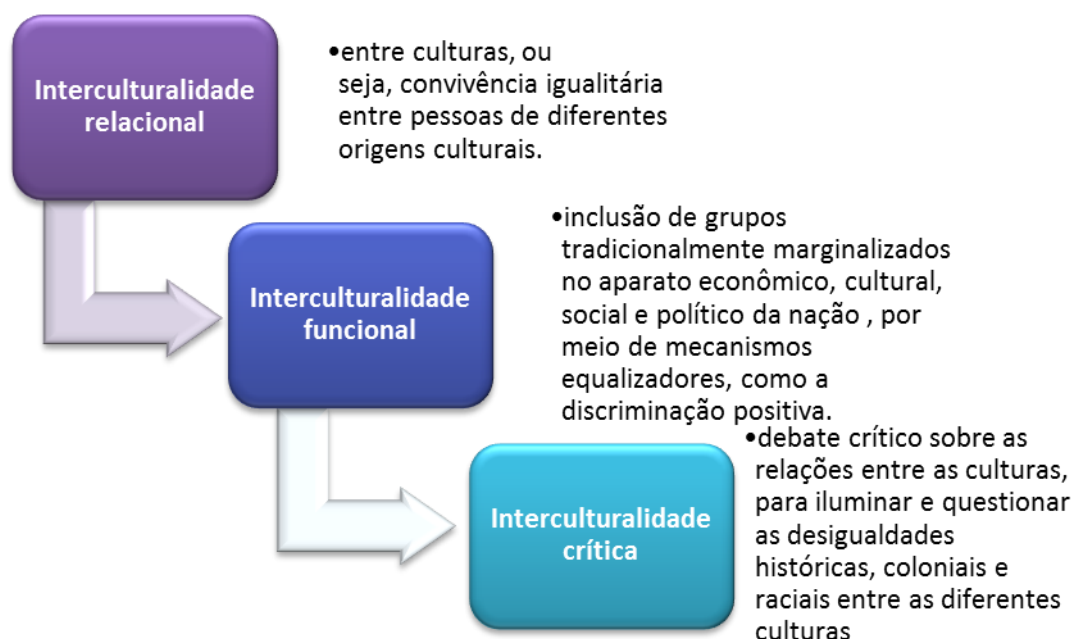 Interculturalidade
relacional
•entre culturas, ou
seja, convivência igualitária
entre pessoas de diferentes
origens culturais.
Interculturalidade
funcional
•inclusão de grupos
tradicionalmente marginalizados
no aparato econômico, cultural,
social e político da nação , por
meio de mecanismos
equalizadores, como a
discriminação positiva.
Interculturalidade
crítica
•debate crítico sobre as
relações entre as culturas,
para iluminar e questionar
as desigualdades
históricas, coloniais e
raciais entre as diferentes
culturas